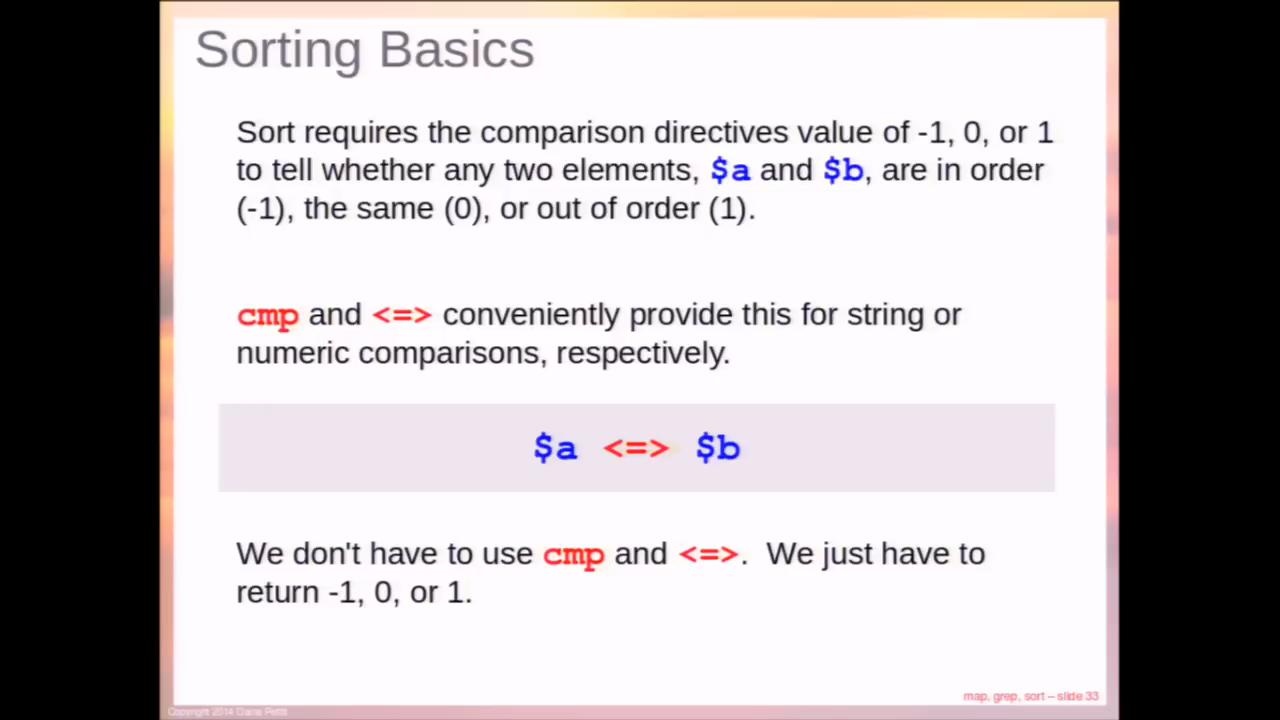 Sorting Basics
Sort requires the comparison directives value of -1, 0, or 1
to tell whether any two elements, $a and $b, are in order
(-1), the same (0), or out of order (1).
cmp and <=> conveniently provide this for string or
numeric comparisons, respectively.
$a <=> $b
We don't have to use cmp and <=>.  We just have to
return -1, 0, or 1.
map, grep, sort – slide 33
Copyright 2014